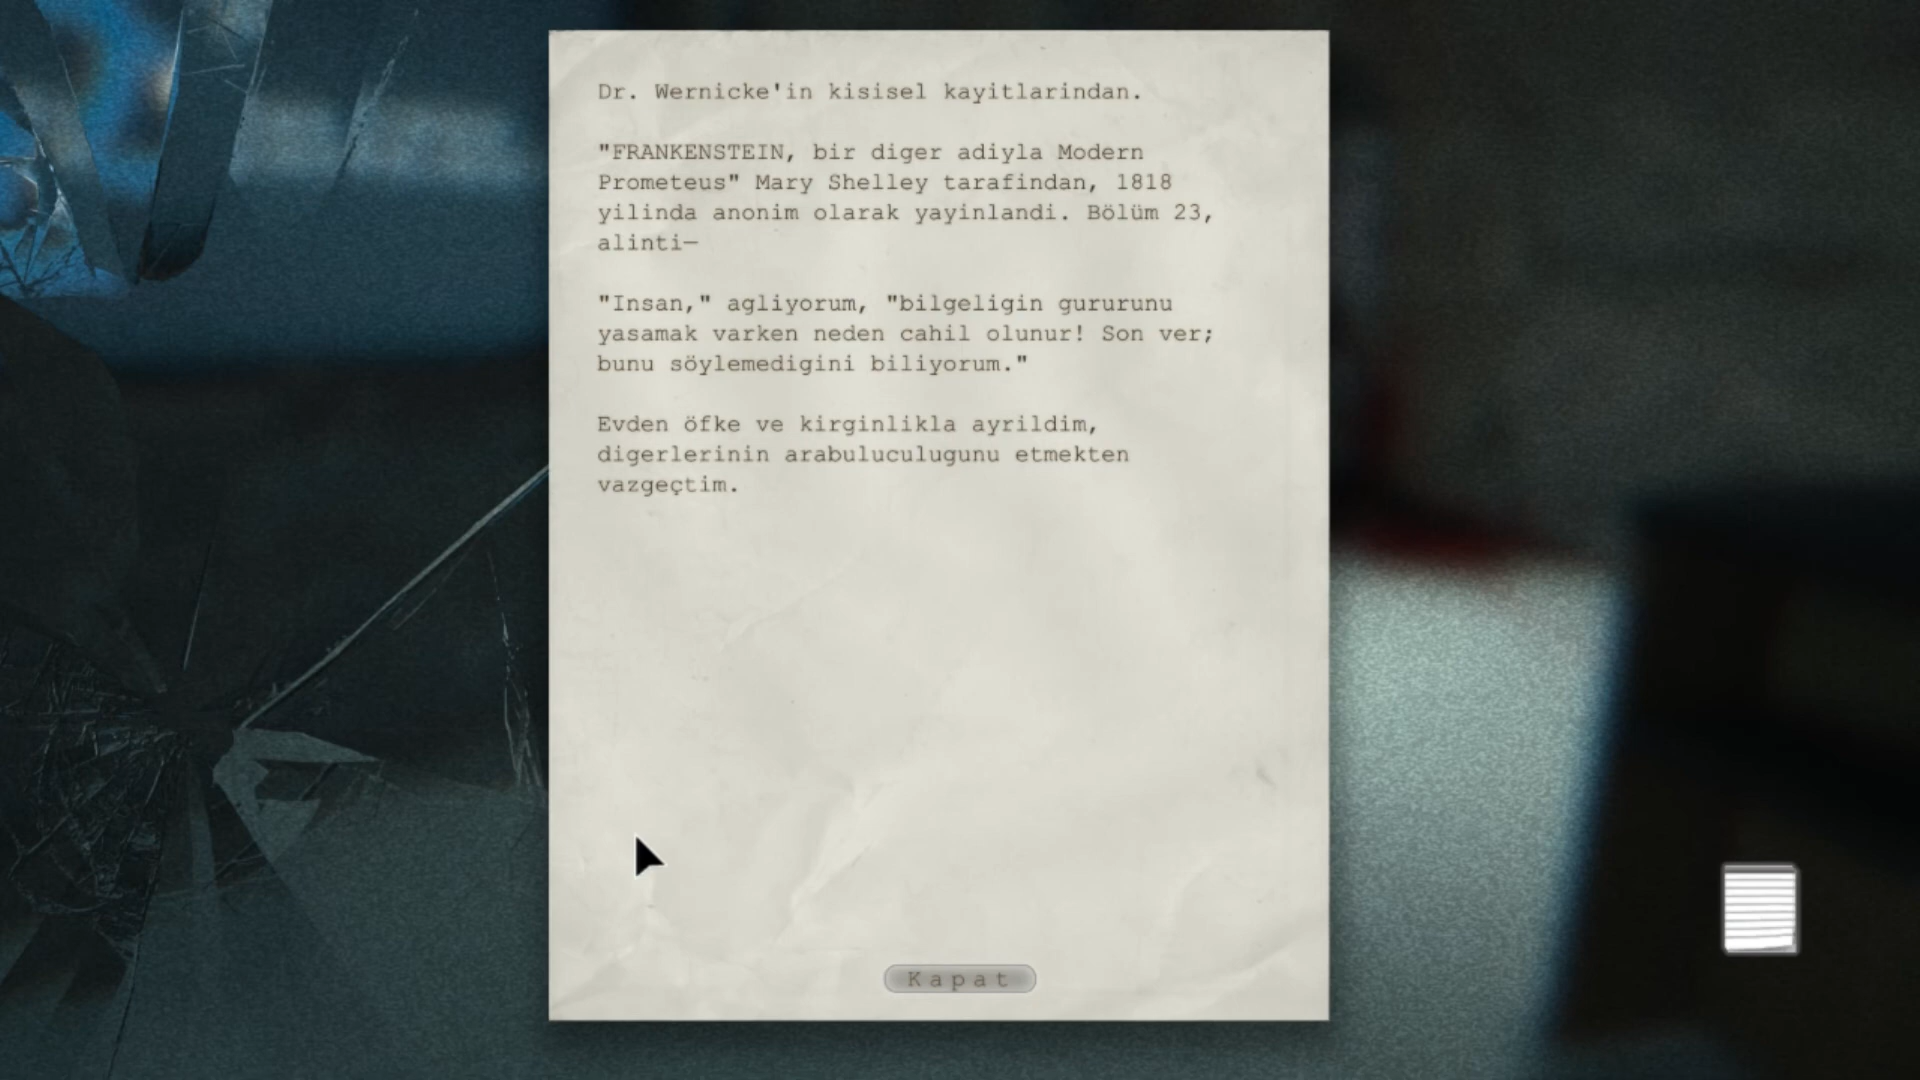 Dr. Wernicke'in kisisel kayitlarindan.
"FRANKENSTEIN, bir diger adiyla Modern
Prometeus" Mary Shelley tarafindan, 1818
yilinda anonim olarak yayinlandi. Bölüm 23,
alinti—
"Insan," agliyorum, "bilgeligin gururunu
yasamak varken neden cahil olunur! Son ver;
bunu söylemedigini biliyorum."
Evden öfke ve kirginlikla ayrildim,
digerlerinin arabuluculugunu etmekten
vazgeçtim.
Kapat